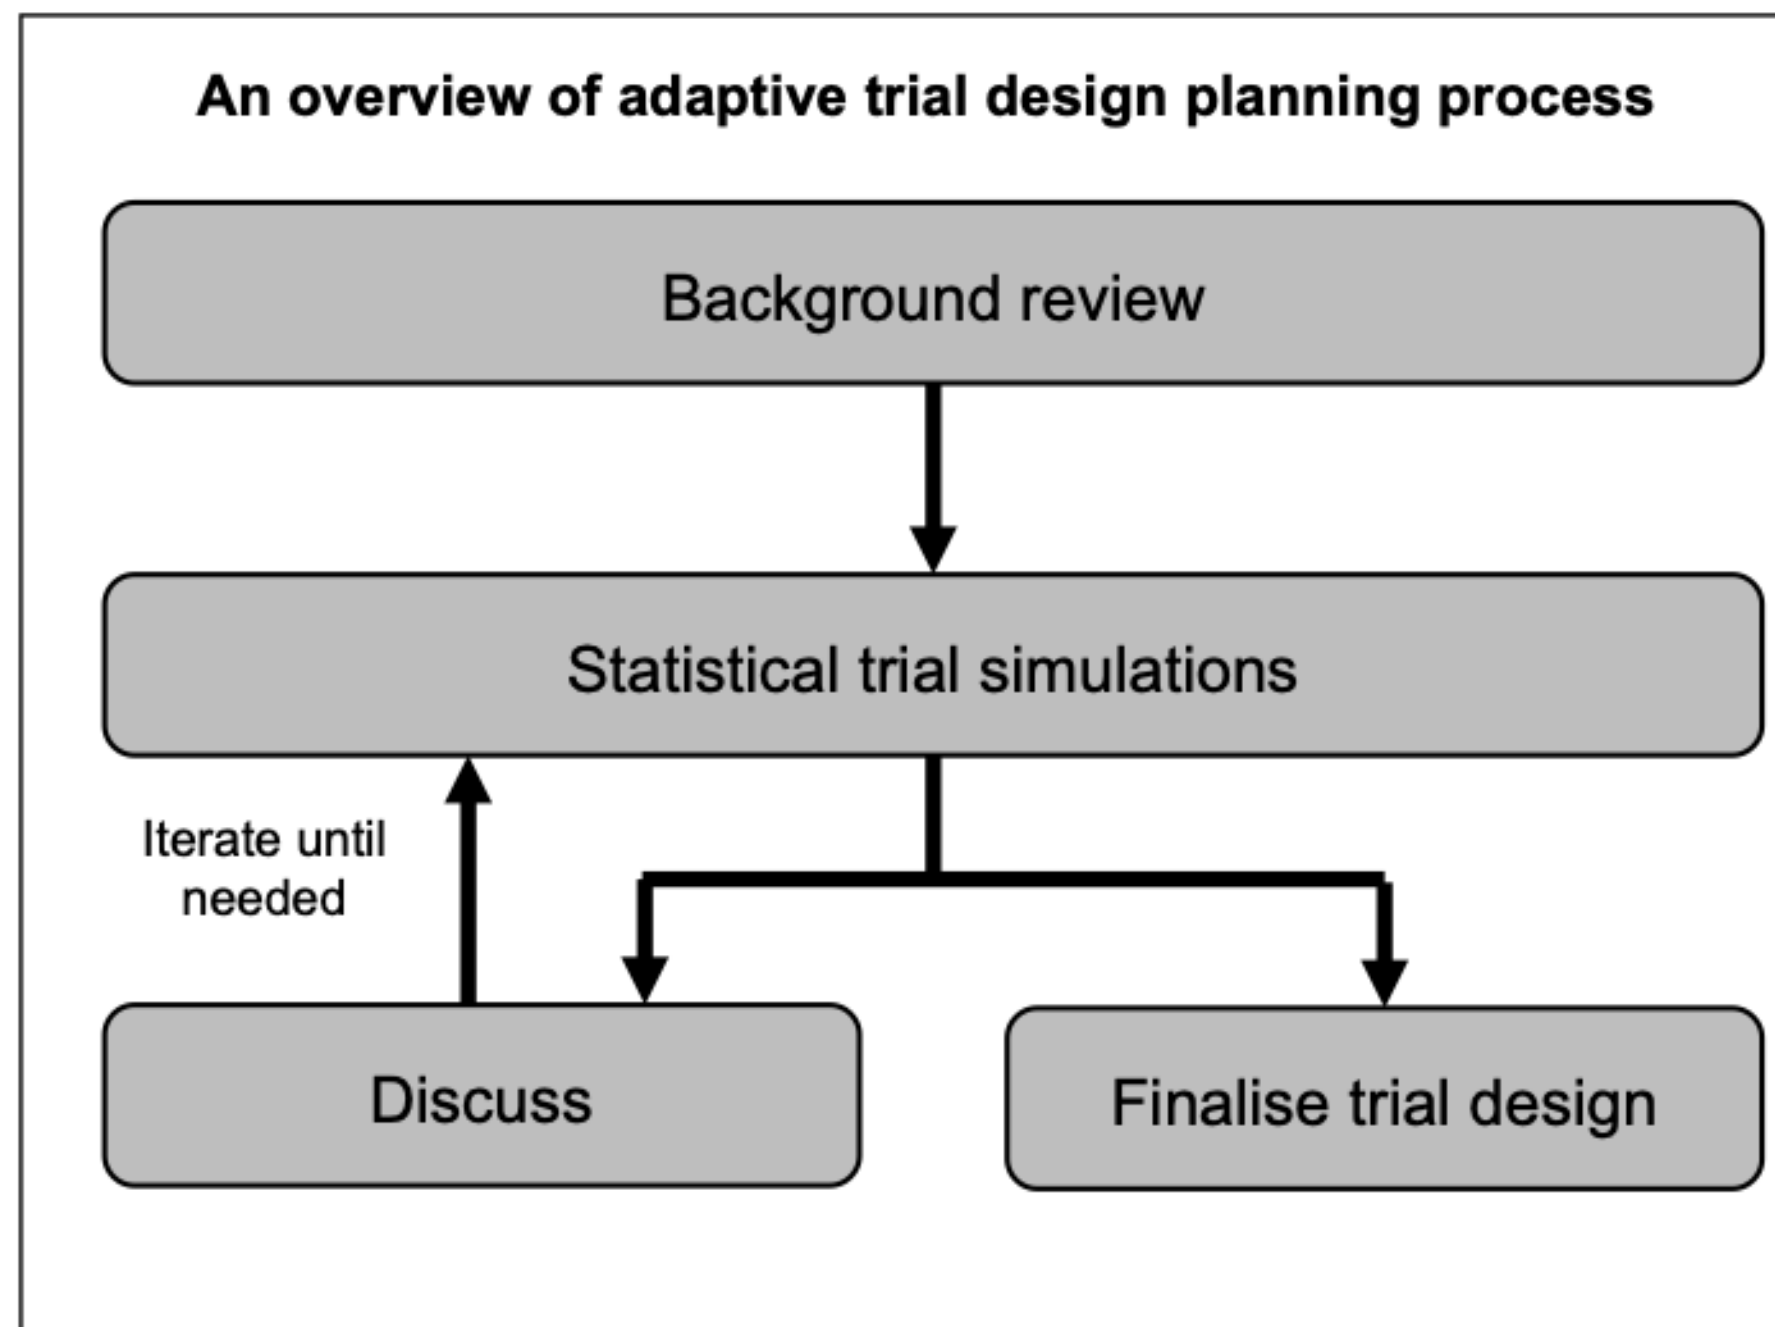 An overview of adaptive trial design planning process
Background review
Statistical trial simulations
Iterate until
needed
Discuss
Finalise trial design